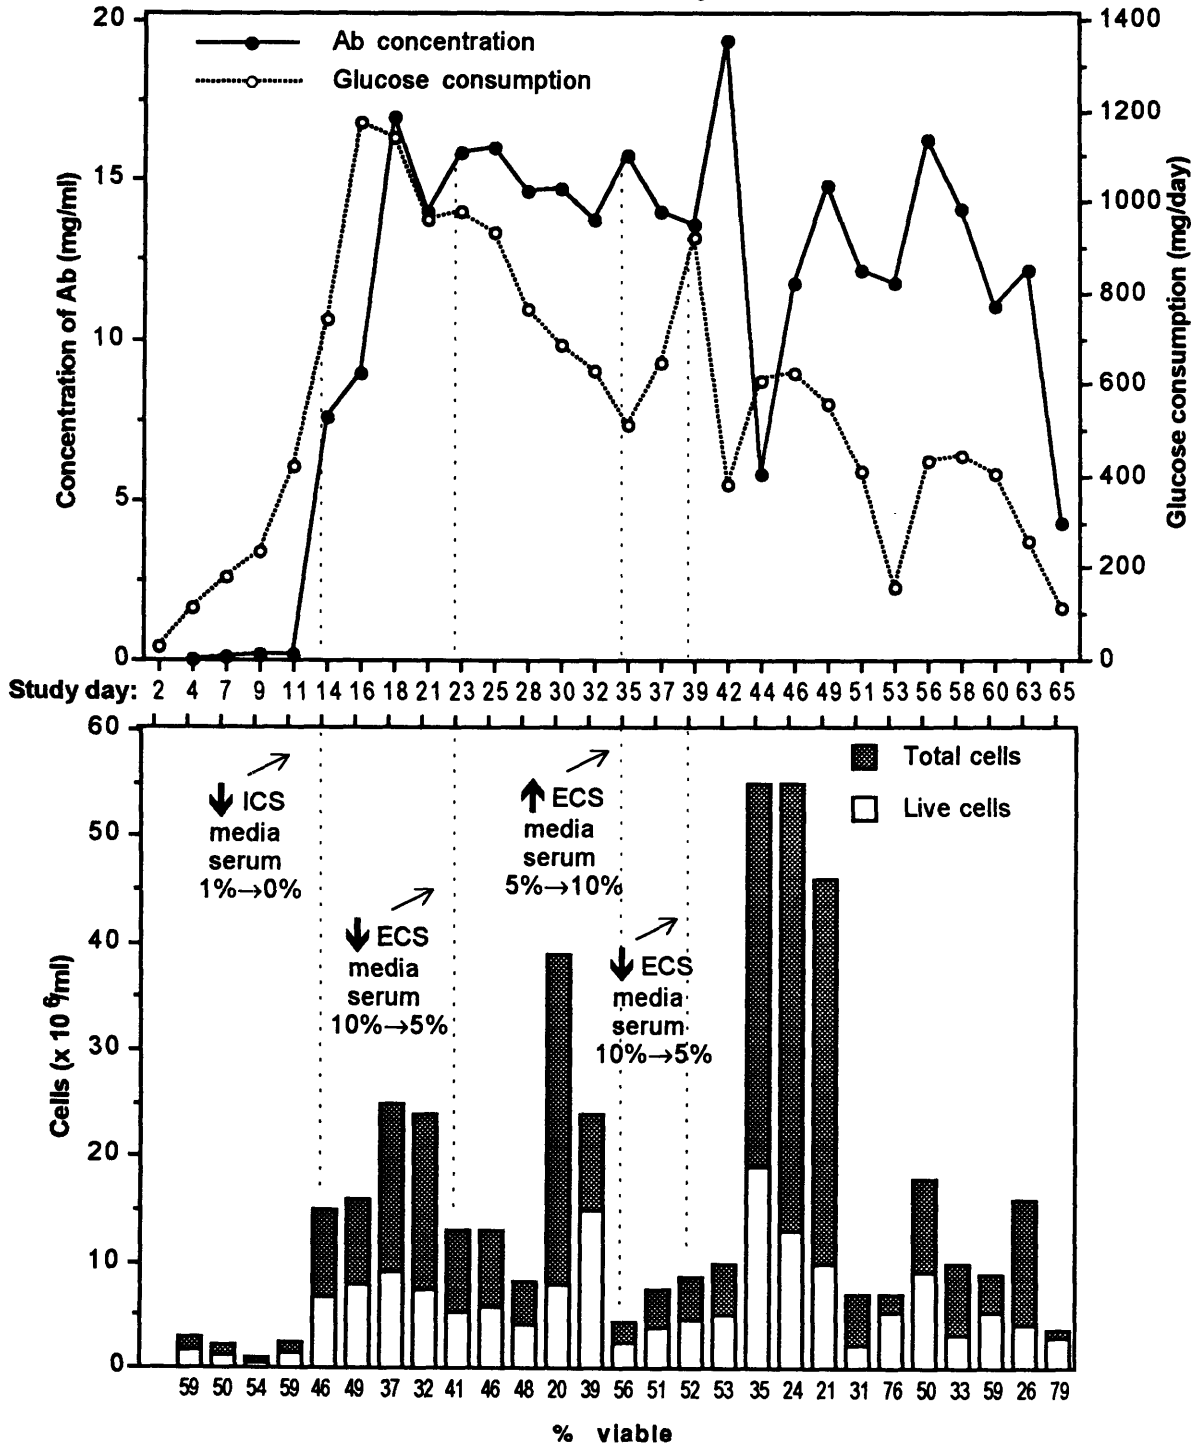 Ab concentration
Glucose consumption
Concentration of Ab (mg/ml)
20
15
10
5
0
Glucose consumption (mg/day)
1400
1200
1000
800
600
400
200
0
Study day: 2 4 7 9 11 14 16 18 21 23 25 28 30 32 35 37 39 42 44 46 49 51 53 56 58 60 63 65
Cells (x 10 6/ml)
60
50
40
30
20
10
0
Total cells
Live cells
↓ ICS
media
serum
1%→0%
↓ ECS
media
serum
10%→5%
↑ ECS
media
serum
5%→10%
↓ ECS
media
serum
10%→5%
59 50 54 59 46 49 37 32 41 46 48 20 39 56 51 52 53 35 24 21 31 76 50 33 59 26 79
% viable